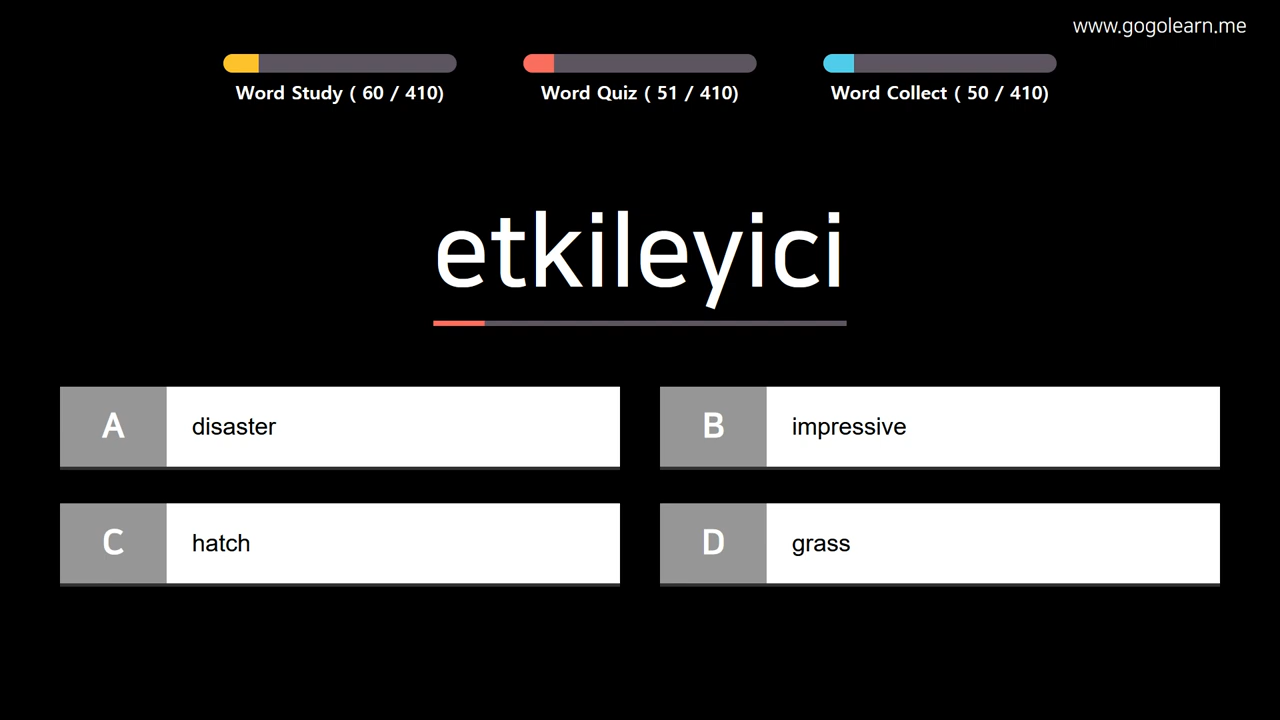 www.gogolearn.me
Word Study ( 60 / 410)
Word Quiz ( 51 / 410)
Word Collect ( 50 / 410)
etkileyici
A disaster
B impressive
C hatch
D grass